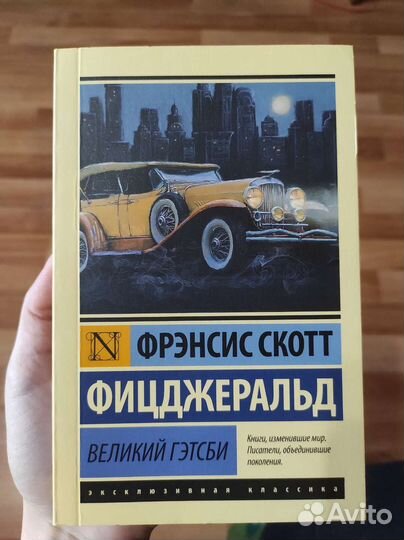 N
ФРЭНСИС СКОТТ
ФИЦДЖЕРАЛЬД
ВЕЛИКИЙ ГЭТСБИ
Книги, изменившие мир.
Писатели, объединившие
поколения.
эксклюзивная классика
Avito